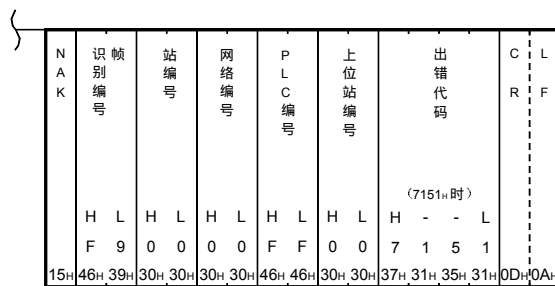 NAK 帧识别编号 站编号 网络编号 PLC编号 上位站编号 出错代码 CR LF
(7151H时)
H L H L H L H L H L H - - L
F 9 0 0 0 0 F F 0 0 7 1 5 1
15H 46H 39H 30H 30H 30H 30H 46H 46H 30H 30H 37H 31H 35H 31H 0DH 0AH